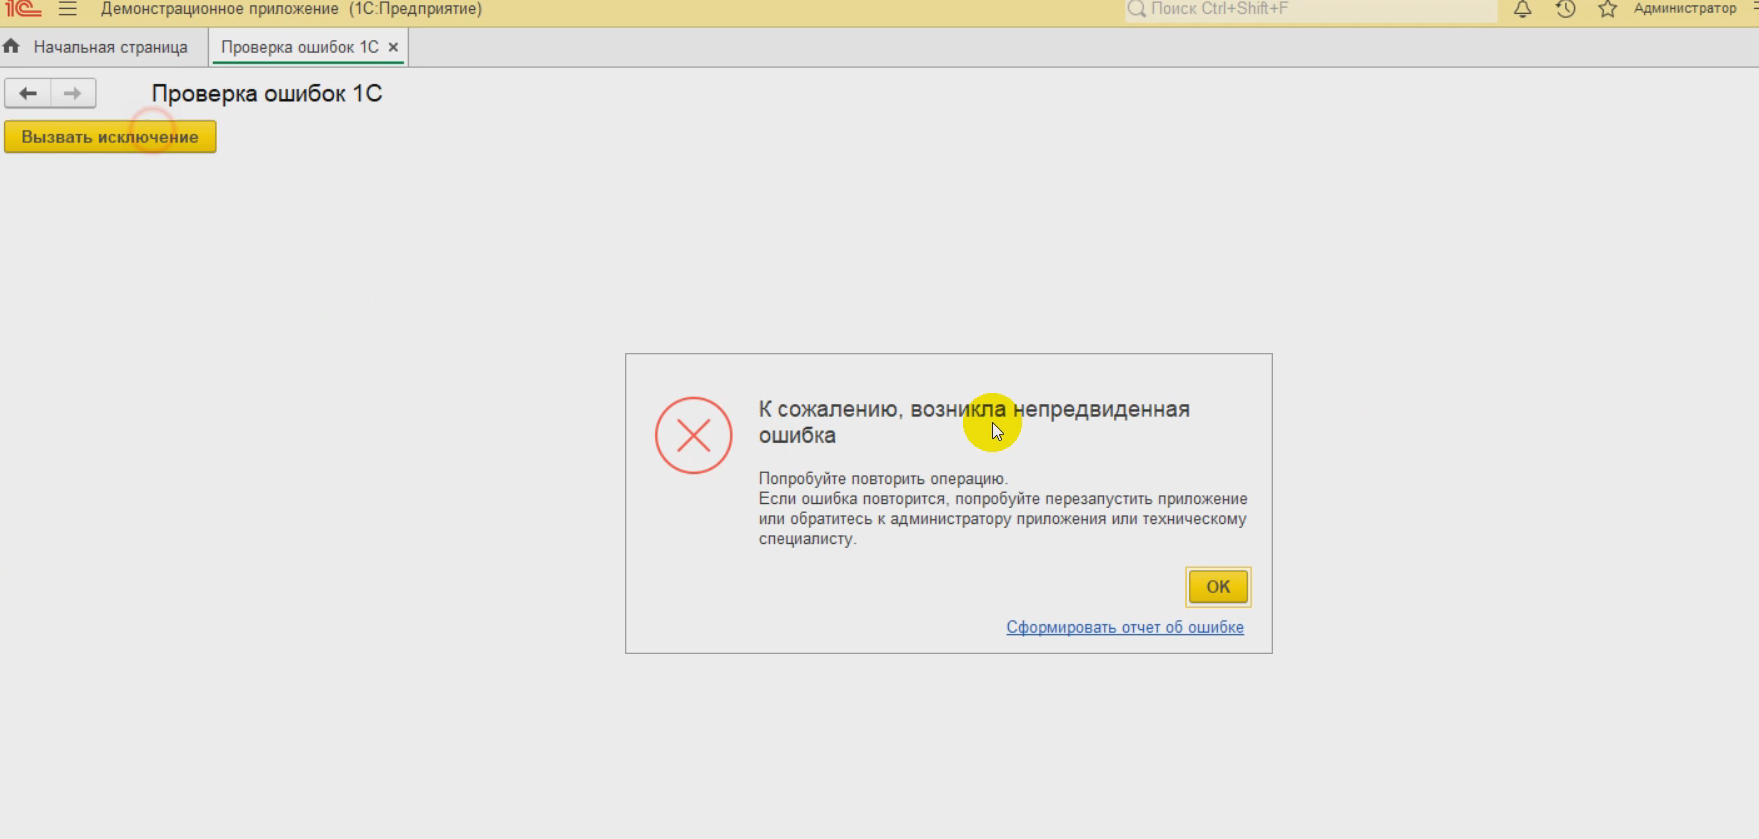 1С Демонстрационное приложение (1С:Предприятие) Поиск Ctrl+Shift+F Администратор
Начальная страница Проверка ошибок 1С ×
Проверка ошибок 1С
Вызвать исключение
К сожалению, возникла непредвиденная
ошибка
Попробуйте повторить операцию.
Если ошибка повторится, попробуйте перезапустить приложение
или обратитесь к администратору приложения или техническому
специалисту.
OK
Сформировать отчет об ошибке